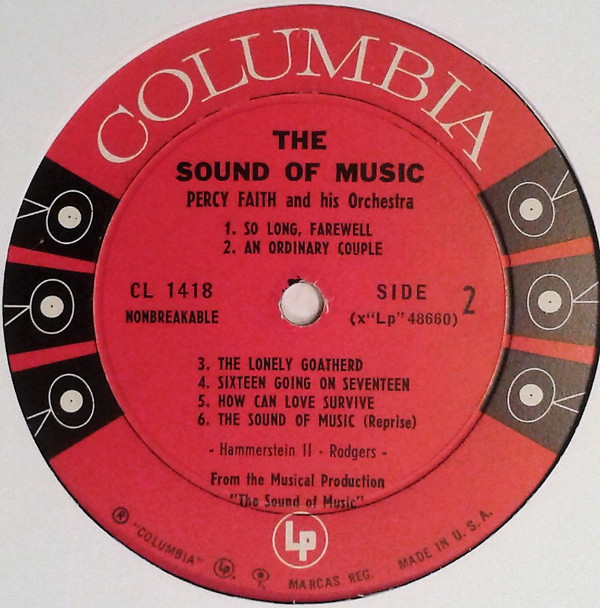 COLUMBIA
THE
SOUND OF MUSIC
PERCY FAITH and his Orchestra
1. SO LONG, FAREWELL
2. AN ORDINARY COUPLE
CL 1418
NONBREAKABLE
SIDE 2
(x"Lp"48660)
3. THE LONELY GOATHERD
4. SIXTEEN GOING ON SEVENTEEN
5. HOW CAN LOVE SURVIVE
6. THE SOUND OF MUSIC (Reprise)
- Hammerstein II - Rodgers -
From the Musical Production
"The Sound of Music"
Lp
® "COLUMBIA" Lp. MARCAS REG. MADE IN U.S.A.